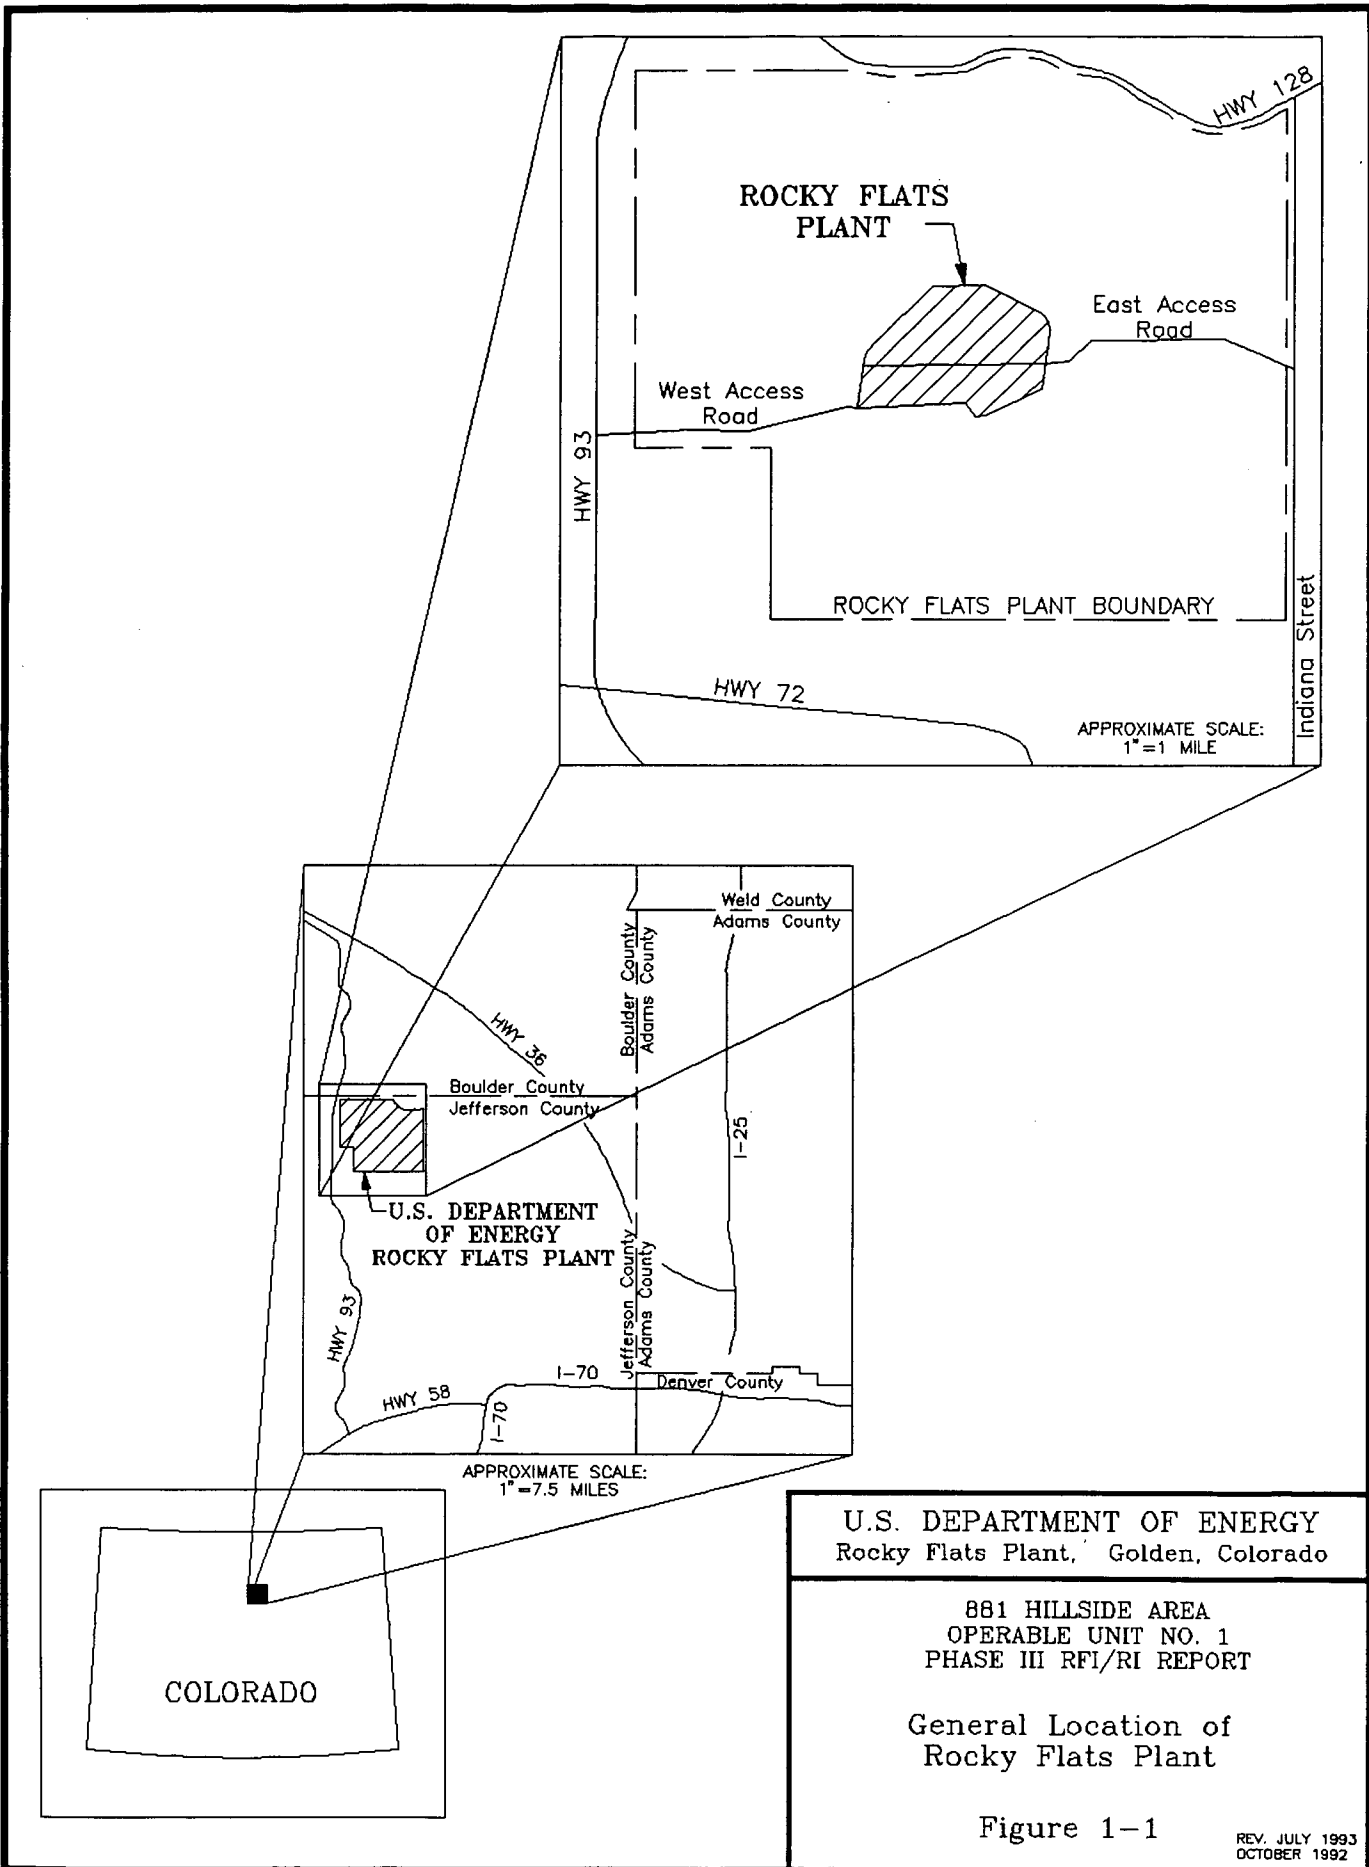 HWY 128
ROCKY FLATS
PLANT
East Access
Road
West Access
Road
HWY 93
ROCKY FLATS PLANT BOUNDARY
Indiana Street
HWY 72
APPROXIMATE SCALE:
1"=1 MILE
Weld County
Adams County
Boulder County
Adams County
HWY 36
Boulder County
Jefferson County
I-25
U.S. DEPARTMENT
OF ENERGY
ROCKY FLATS PLANT
Jefferson County
Adams County
HWY 93
I-70
Denver County
HWY 58
I-70
APPROXIMATE SCALE:
1"=7.5 MILES
COLORADO
U.S. DEPARTMENT OF ENERGY
Rocky Flats Plant, Golden, Colorado
881 HILLSIDE AREA
OPERABLE UNIT NO. 1
PHASE III RFI/RI REPORT
General Location of
Rocky Flats Plant
Figure 1-1
REV. JULY 1993
OCTOBER 1992